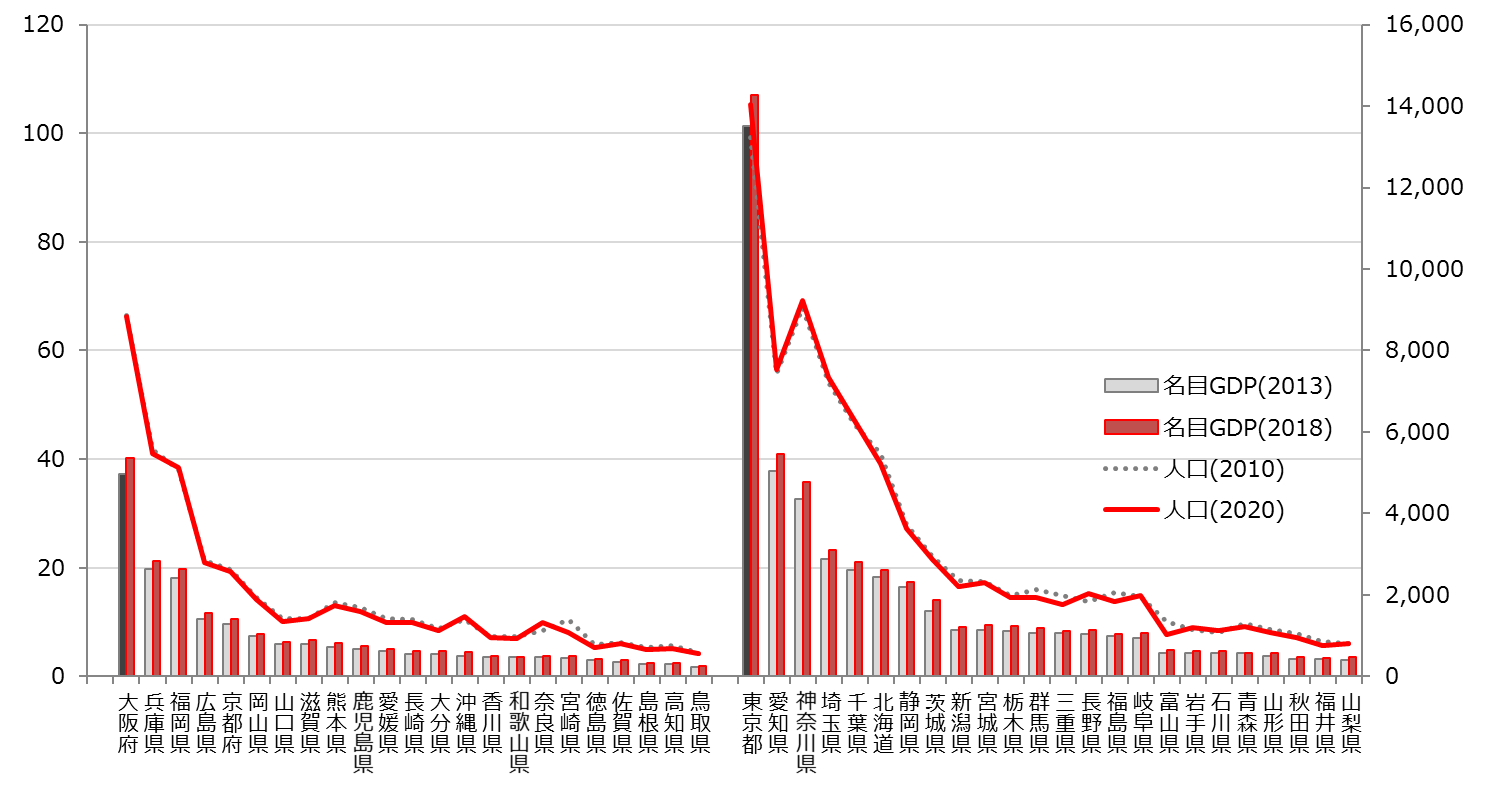 120
100
80
60
40
20
0
16,000
14,000
12,000
10,000
8,000
6,000
4,000
2,000
0
名目GDP(2013)
名目GDP(2018)
人口(2010)
人口(2020)
大阪府
兵庫県
福岡県
広島県
京都府
岡山県
山口県
滋賀県
熊本県
鹿児島県
愛媛県
長崎県
大分県
沖縄県
香川県
和歌山県
奈良県
宮崎県
徳島県
佐賀県
島根県
高知県
鳥取県
東京都
愛知県
神奈川県
埼玉県
千葉県
北海道
静岡県
茨城県
新潟県
宮城県
栃木県
群馬県
三重県
長野県
福島県
岐阜県
富山県
岩手県
石川県
青森県
山形県
秋田県
福井県
山梨県